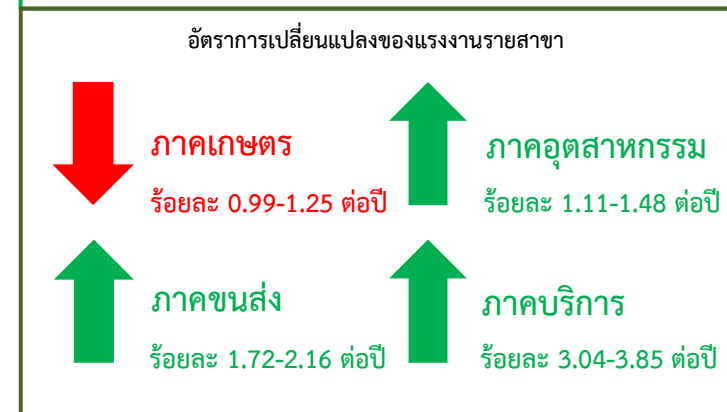 อัตราการเปลี่ยนแปลงของแรงงานรายสาขา
ภาคเกษตร
ร้อยละ 0.99-1.25 ต่อปี
ภาคอุตสาหกรรม
ร้อยละ 1.11-1.48 ต่อปี
ภาคขนส่ง
ร้อยละ 1.72-2.16 ต่อปี
ภาคบริการ
ร้อยละ 3.04-3.85 ต่อปี